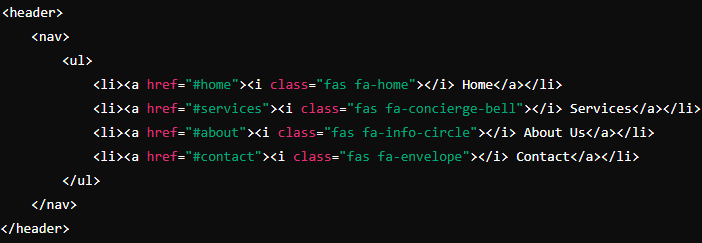 <header>
    <nav>
        <ul>
            <li><a href="#home"><i class="fas fa-home"></i> Home</a></li>
            <li><a href="#services"><i class="fas fa-concierge-bell"></i> Services</a></li>
            <li><a href="#about"><i class="fas fa-info-circle"></i> About Us</a></li>
            <li><a href="#contact"><i class="fas fa-envelope"></i> Contact</a></li>
        </ul>
    </nav>
</header>